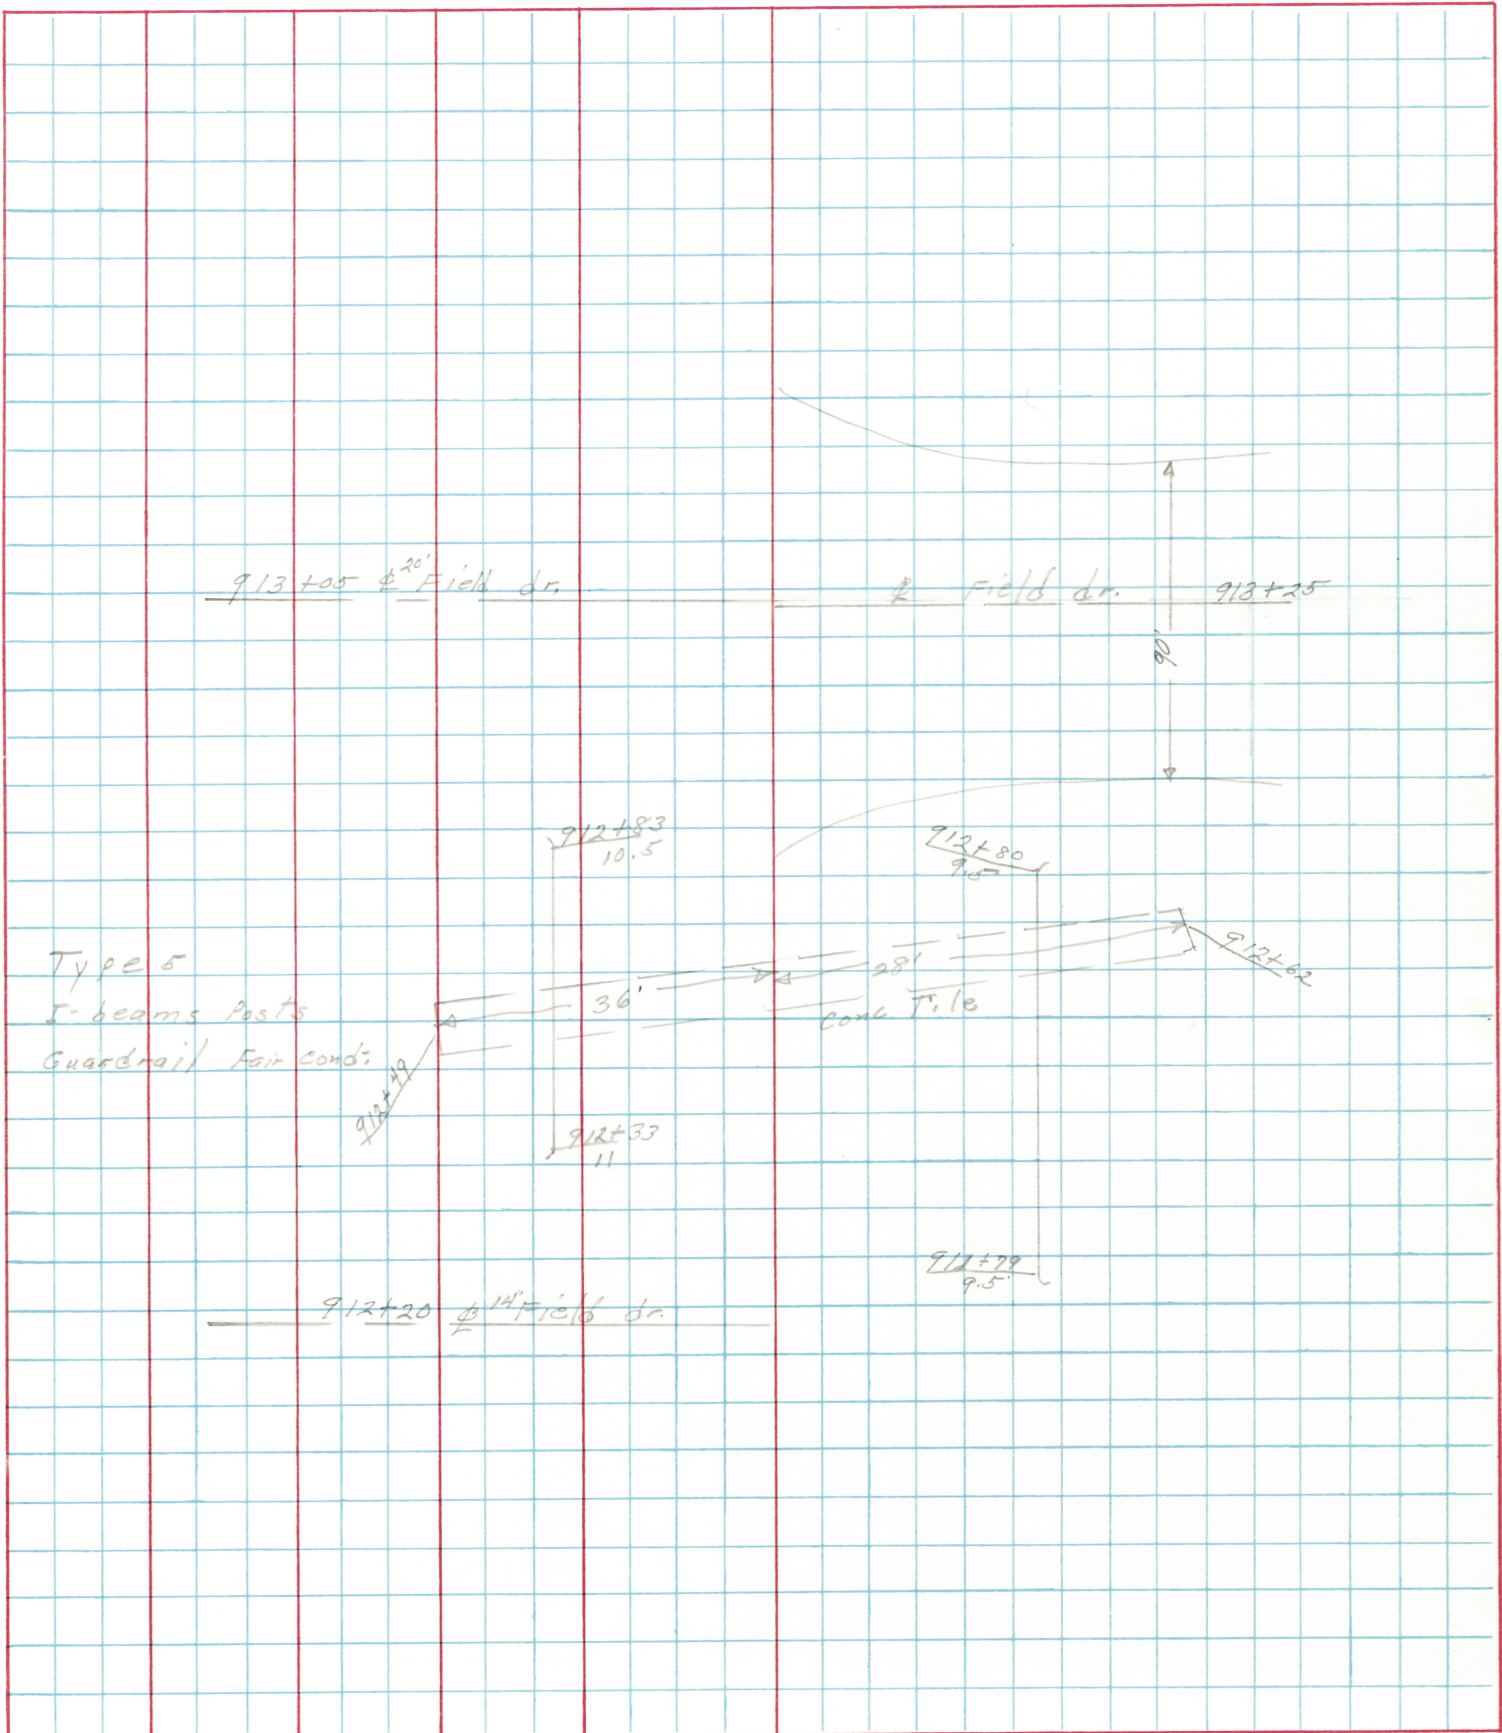 913+05 ℄ 20' Field dr.
℄ Field dr. 913+25
90'
912+83
10.5
912+80
9.5
Type 5
I-beams Posts
Guardrail Fair cond.
36'
28'
Conc Tile
912+62
912+49
912+33
11
9.5'
912+20 ℄ 14' Field dr.